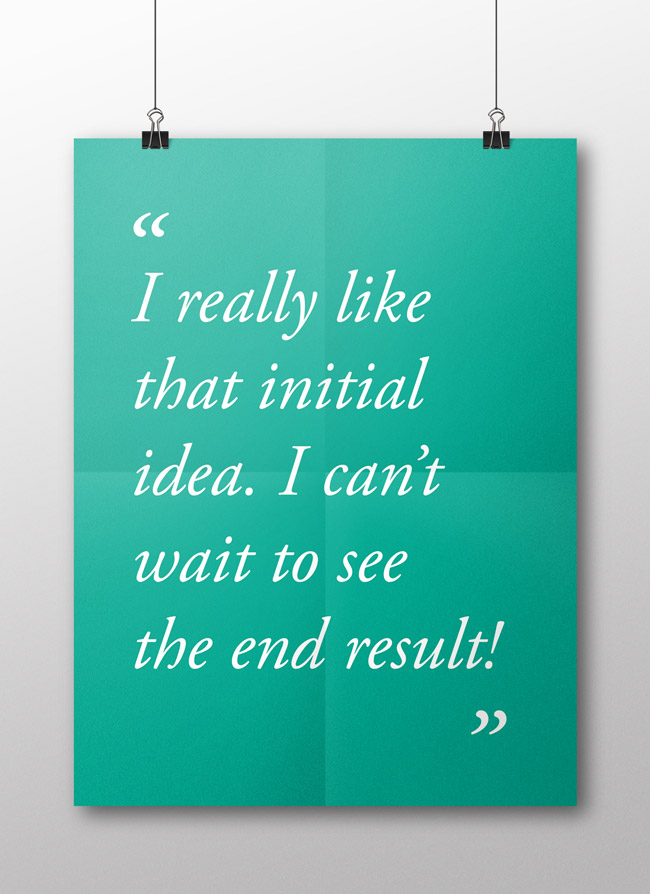 “
I really like
that initial
idea. I can’t
wait to see
the end result!
”